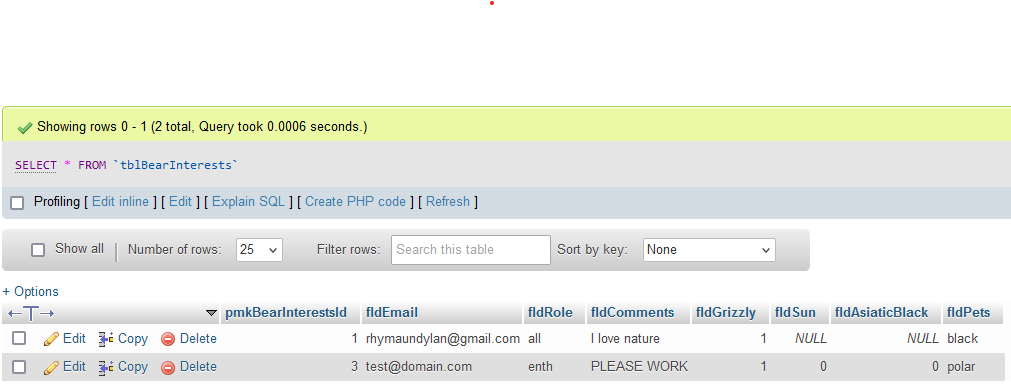 Showing rows 0 - 1 (2 total, Query took 0.0006 seconds.)
SELECT * FROM `tblBearInterests`
Profiling [ Edit inline ] [ Edit ] [ Explain SQL ] [ Create PHP code ] [ Refresh ]
Show all Number of rows: 25 Filter rows: Search this table Sort by key: None
+ Options
pmkBearInterestsId fldEmail fldRole fldComments fldGrizzly fldSun fldAsiaticBlack fldPets
Edit Copy Delete 1 rhymaundylan@gmail.com all I love nature 1 NULL NULL black
Edit Copy Delete 3 test@domain.com enth PLEASE WORK 1 0 0 polar